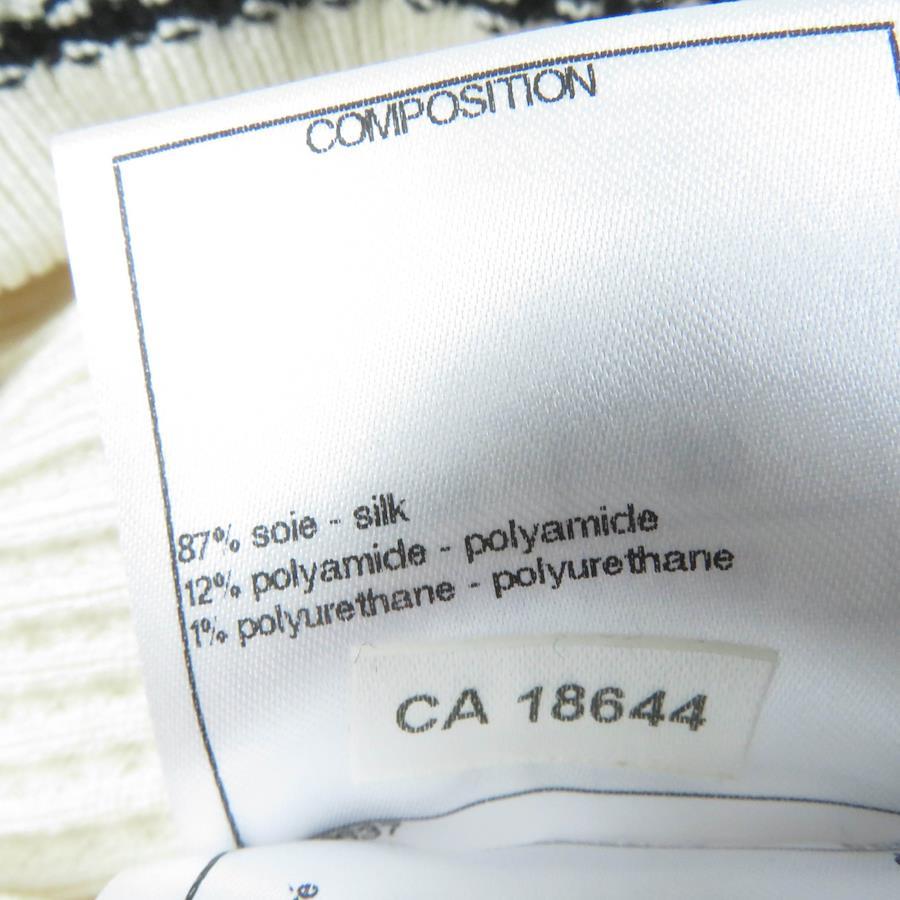 COMPOSITION
87% soie - silk
12% polyamide - polyamide
1% polyurethane - polyurethane
CA 18644